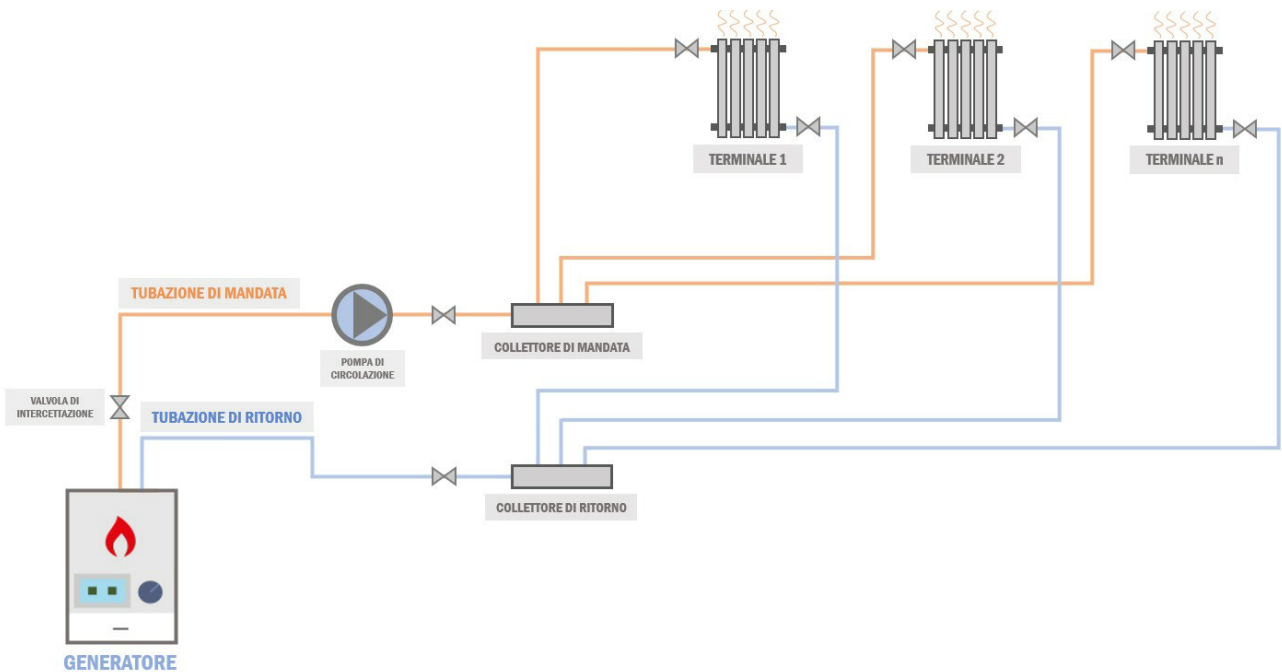 TERMINALE 1
TERMINALE 2
TERMINALE n
TUBAZIONE DI MANDATA
COLLETTORE DI MANDATA
POMPA DI
CIRCOLAZIONE
VALVOLA DI
INTERCETTAZIONE
TUBAZIONE DI RITORNO
COLLETTORE DI RITORNO
GENERATORE